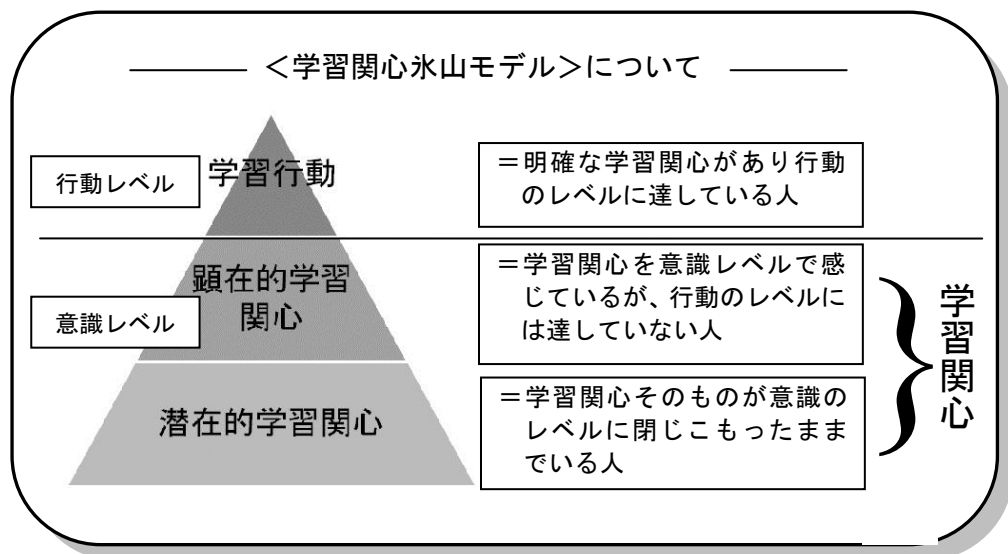 ＜学習関心氷山モデル＞について
行動レベル
学習行動
＝明確な学習関心があり行動
のレベルに達している人
意識レベル
顕在的学習
関心
＝学習関心を意識レベルで感
じているが、行動のレベルに
は達していない人
潜在的学習関心
＝学習関心そのものが意識の
レベルに閉じこもったまま
でいる人
学習関心